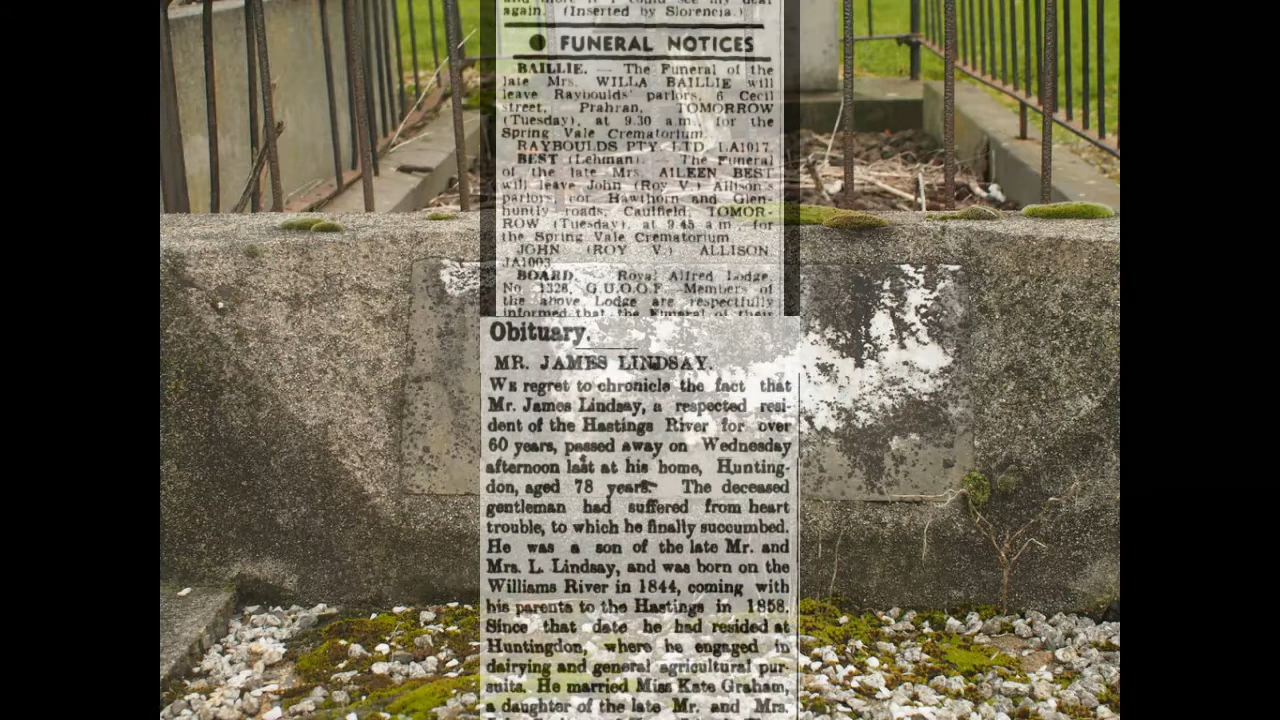 again. (Inserted by Slorencia.)
FUNERAL NOTICES
BAILLIE. — The Funeral of the
late Mrs. WILLA BAILLIE will
leave Rayboulds' parlors, 6 Cecil
street, Prahran, TOMORROW
(Tuesday), at 9.30 a.m. for the
Spring Vale Crematorium.
RAYBOULDS PTY. LTD. LA1017.
BEST (Lehman). — The Funeral
of the late Mrs. AILEEN BEST
will leave John (Roy V.) Allison's
parlors, cor. Hawthorn and Glen-
huntly roads, Caulfield, TOMOR-
ROW (Tuesday), at 9.45 a.m. for
the Spring Vale Crematorium.
JOHN (ROY V.) ALLISON.
JA1003.
BOARD. — Royal Alfred Lodge,
No. 1328, G.U.O.O.F. Members of
the above Lodge are respectfully
informed that the Funeral of their
Obituary.
MR. JAMES LINDSAY.
WE regret to chronicle the fact that
Mr. James Lindsay, a respected resi-
dent of the Hastings River for over
60 years, passed away on Wednesday
afternoon last at his home, Hunting-
don, aged 78 years. The deceased
gentleman had suffered from heart
trouble, to which he finally succumbed.
He was a son of the late Mr. and
Mrs. L. Lindsay, and was born on the
Williams River in 1844, coming with
his parents to the Hastings in 1858.
Since that date he had resided at
Huntingdon, where he engaged in
dairying and general agricultural pur-
suits. He married Miss Kate Graham,
a daughter of the late Mr. and Mrs.